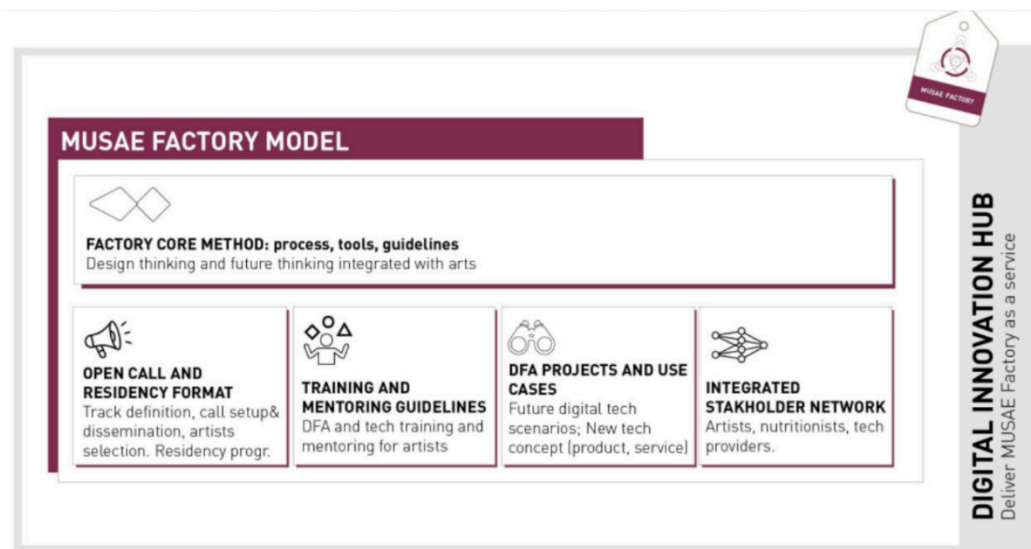 MUSAE FACTORY
MUSAE FACTORY MODEL
FACTORY CORE METHOD: process, tools, guidelines
Design thinking and future thinking integrated with arts
OPEN CALL AND
RESIDENCY FORMAT
Track definition, call setup&
dissemination, artists
selection. Residency progr.
TRAINING AND
MENTORING GUIDELINES
DFA and tech training and
mentoring for artists
DFA PROJECTS AND USE
CASES
Future digital tech
scenarios; New tech
concept (product, service)
INTEGRATED
STAKHOLDER NETWORK
Artists, nutritionists, tech
providers.
DIGITAL INNOVATION HUB
Deliver MUSAE Factory as a service